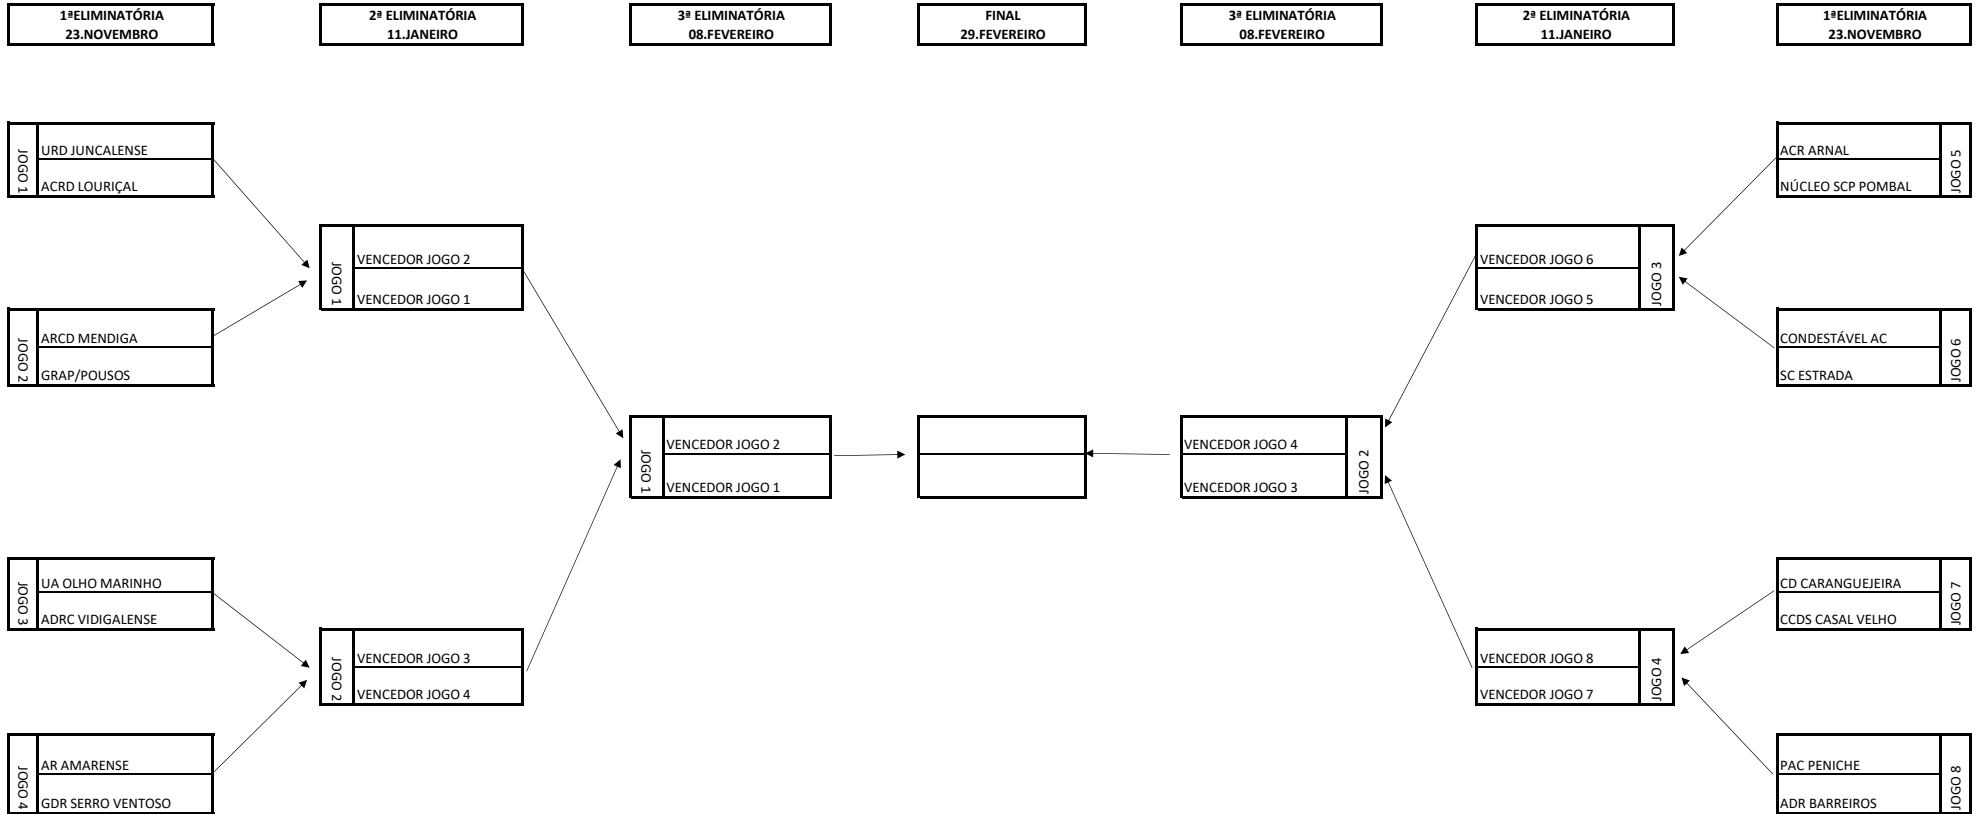 1ªELIMINATÓRIA
23.NOVEMBRO
2ª ELIMINATÓRIA
11.JANEIRO
3ª ELIMINATÓRIA
08.FEVEREIRO
FINAL
29.FEVEREIRO
3ª ELIMINATÓRIA
08.FEVEREIRO
2ª ELIMINATÓRIA
11.JANEIRO
1ªELIMINATÓRIA
23.NOVEMBRO
JOGO 1
URD JUNCALENSE
ACRD LOURIÇAL
JOGO 2
ARCD MENDIGA
GRAP/POUSOS
JOGO 3
UA OLHO MARINHO
ADRC VIDIGALENSE
JOGO 4
AR AMARENSE
GDR SERRO VENTOSO
JOGO 1
VENCEDOR JOGO 2
VENCEDOR JOGO 1
JOGO 2
VENCEDOR JOGO 3
VENCEDOR JOGO 4
JOGO 1
VENCEDOR JOGO 2
VENCEDOR JOGO 1
VENCEDOR JOGO 4
VENCEDOR JOGO 3
JOGO 2
VENCEDOR JOGO 6
VENCEDOR JOGO 5
JOGO 3
VENCEDOR JOGO 8
VENCEDOR JOGO 7
JOGO 4
ACR ARNAL
NÚCLEO SCP POMBAL
JOGO 5
CONDESTÁVEL AC
SC ESTRADA
JOGO 6
CD CARANGUEJEIRA
CCDS CASAL VELHO
JOGO 7
PAC PENICHE
ADR BARREIROS
JOGO 8